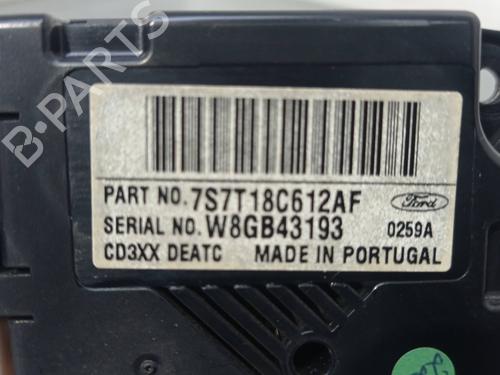 B-PARTS
PART NO. 7S7T18C612AF Ford
SERIAL NO. W8GB43193 0259A
CD3XX DEATC MADE IN PORTUGAL